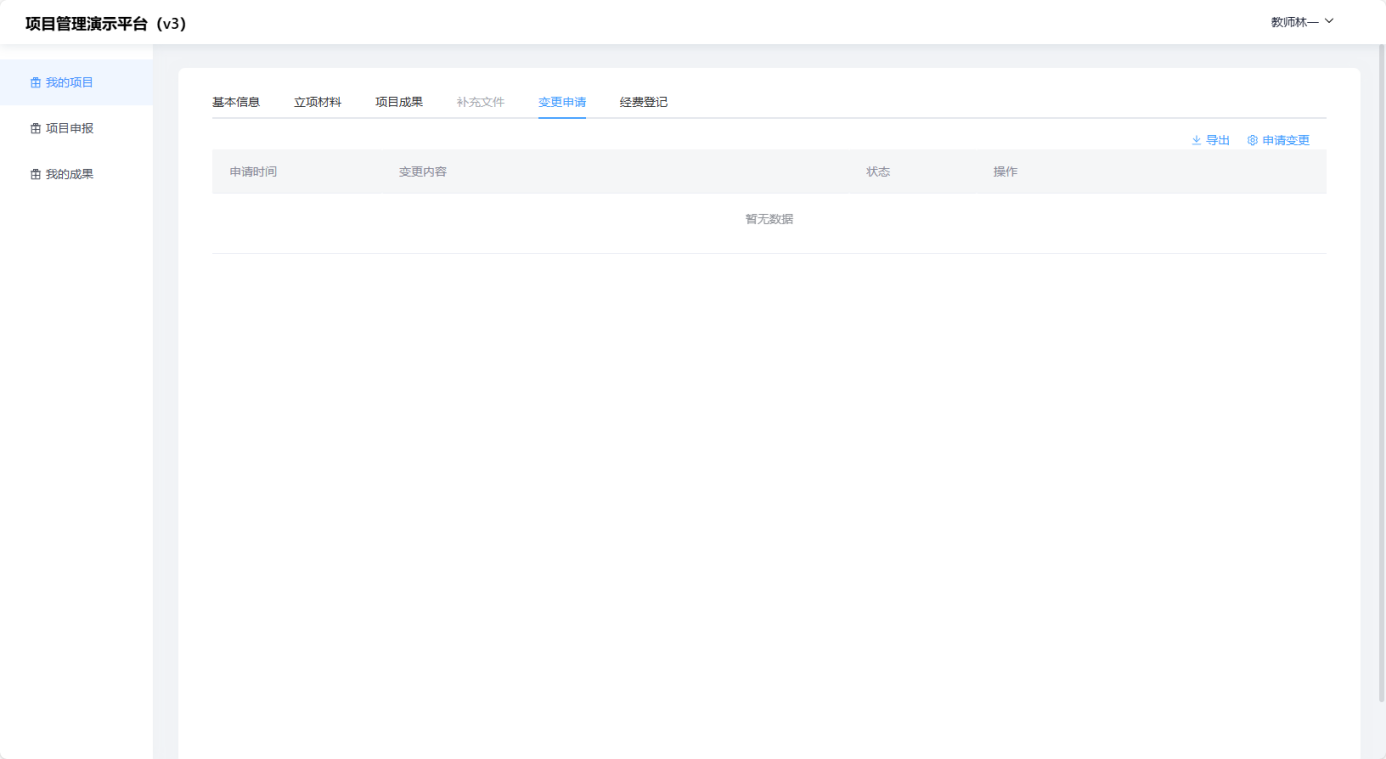 项目管理演示平台（v3）
教师林一
我的项目
项目申报
我的成果
基本信息 立项材料 项目成果 补充文件 变更申请 经费登记
导出 申请变更
申请时间 变更内容 状态 操作
暂无数据